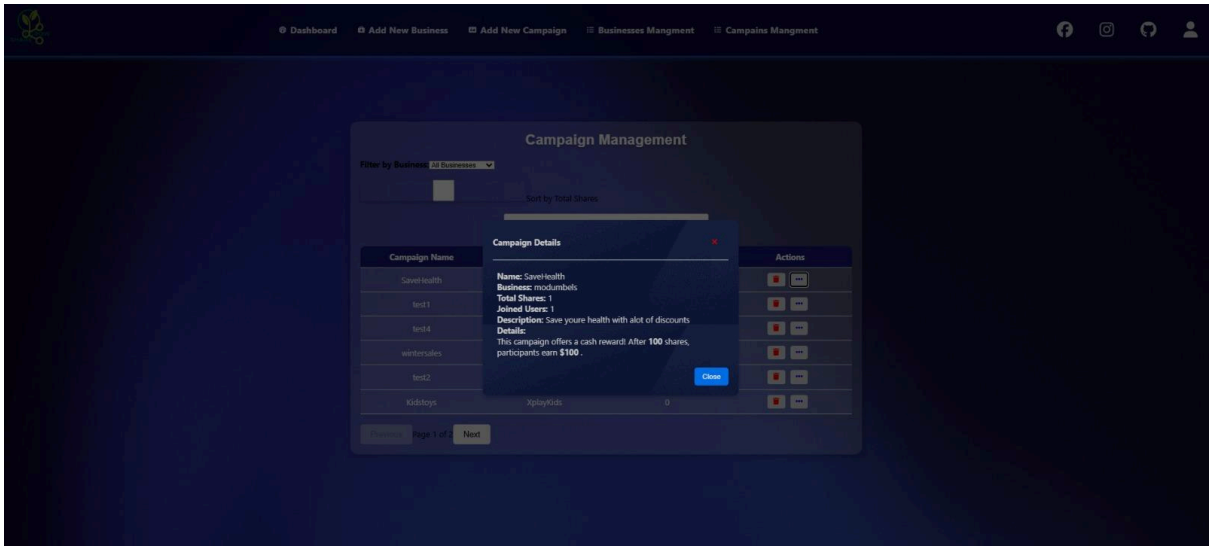 Dashboard Add New Business Add New Campaign Businesses Mangment Campains Mangment
Campaign Management
Filter by Business: All Businesses
Sort by Total Shares
Campaign Name Actions
SaveHealth
test1
test4
wintersales
test2
Kidstoys XplayKids 0
Previous Page 1 of 2 Next
Campaign Details ×
Name: SaveHealth
Business: modumbels
Total Shares: 1
Joined Users: 1
Description: Save youre health with alot of discounts
Details:
This campaign offers a cash reward! After 100 shares,
participants earn $100 .
Close